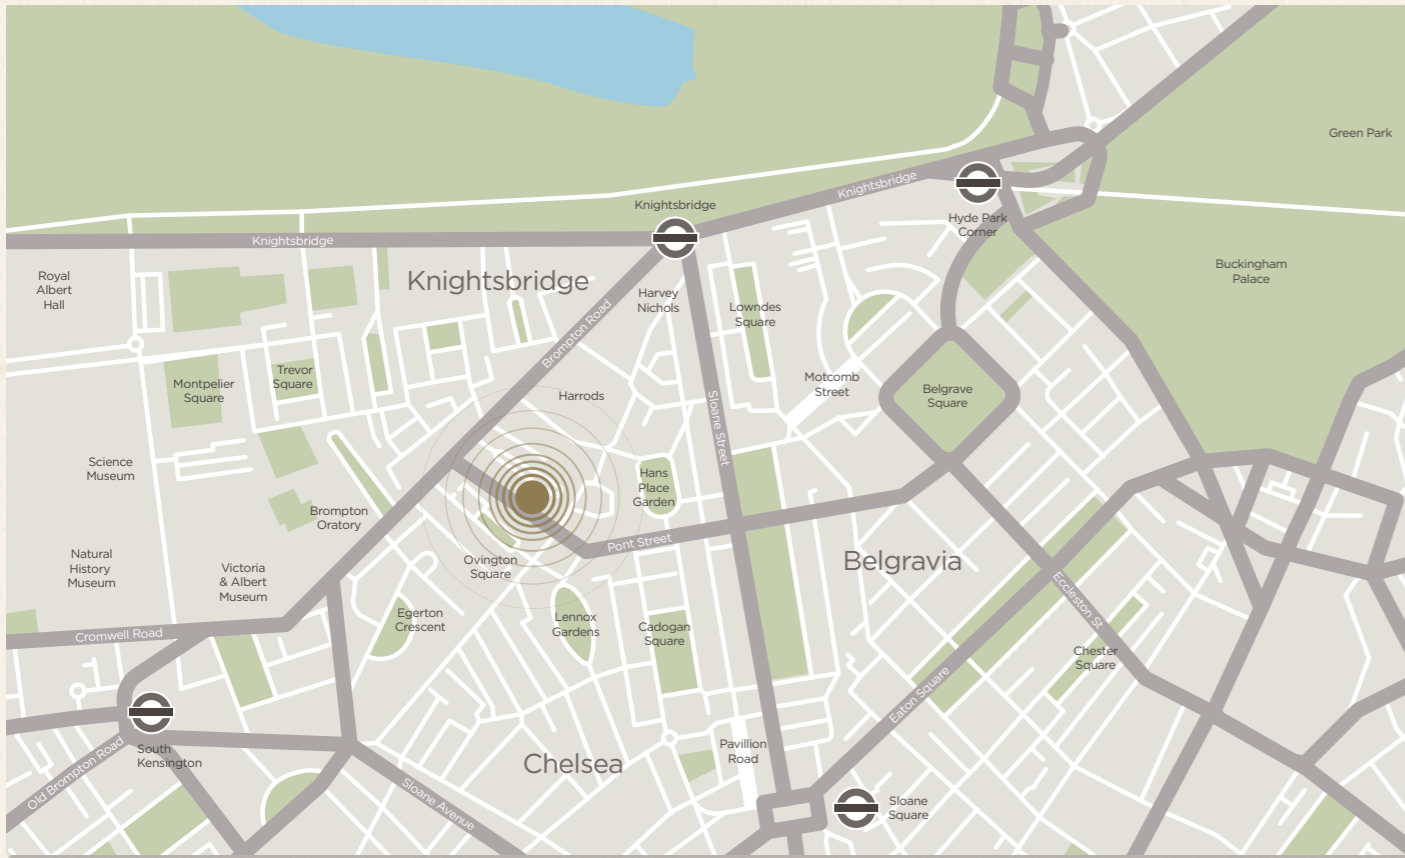 Green Park
Knightsbridge
Knightsbridge
Hyde Park
Corner
Knightsbridge
Buckingham
Palace
Royal
Albert
Hall
Knightsbridge
Harvey
Nichols
Lowndes
Square
Brompton Road
Trevor
Square
Montpelier
Square
Motcomb
Street
Belgrave
Square
Harrods
Sloane Street
Science
Museum
Hans
Place
Garden
Brompton
Oratory
Pont Street
Ovington
Square
Belgravia
Natural
History
Museum
Victoria
& Albert
Museum
Eccleston St
Egerton
Crescent
Lennox
Gardens
Cadogan
Square
Cromwell Road
Chester
Square
Eaton Square
South
Kensington
Old Brompton Road
Chelsea
Pavillion
Road
Sloane Avenue
Sloane
Square